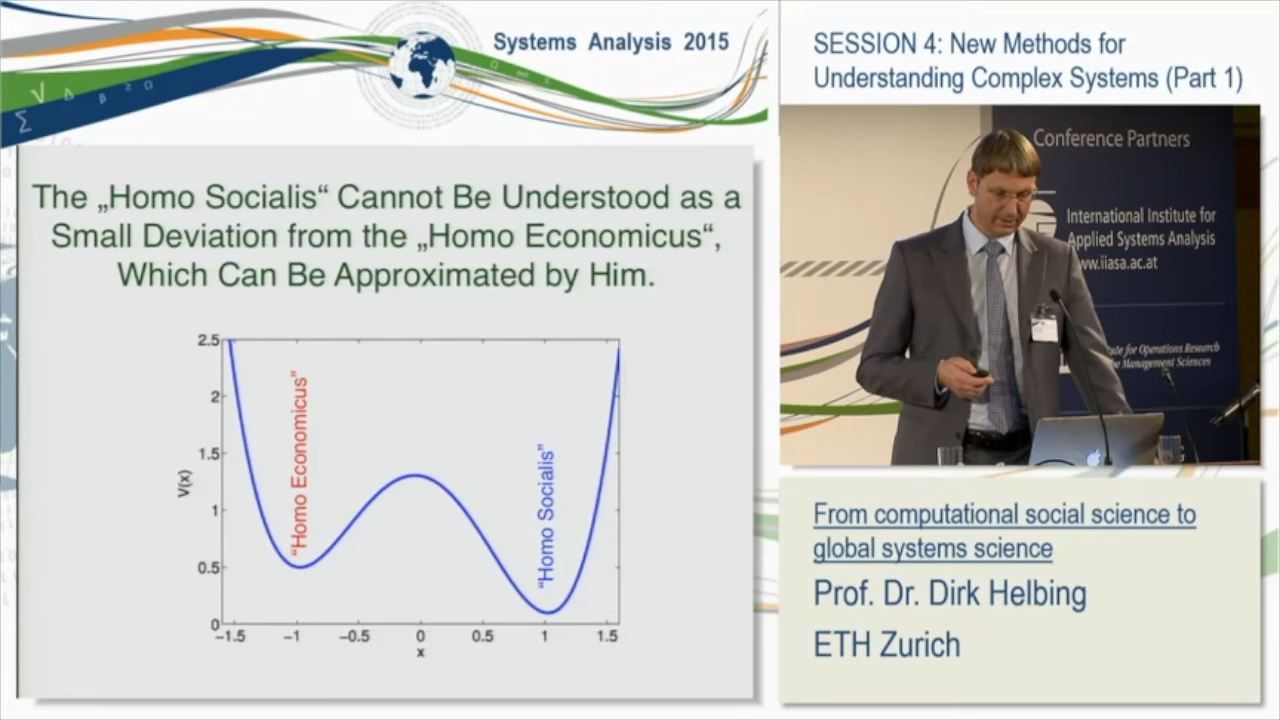 Systems Analysis 2015
The „Homo Socialis“ Cannot Be Understood as a
Small Deviation from the „Homo Economicus“,
Which Can Be Approximated by Him.
2.5
2
1.5
1
0.5
0
V(x)
"Homo Economicus"
"Homo Socialis"
−1.5 −1 −0.5 0 0.5 1 1.5
x
SESSION 4: New Methods for
Understanding Complex Systems (Part 1)
Conference Partners
International Institute for
Applied Systems Analysis
ww.iiasa.ac.at
for Operations Research
Management Sciences
From computational social science to
global systems science
Prof. Dr. Dirk Helbing
ETH Zurich